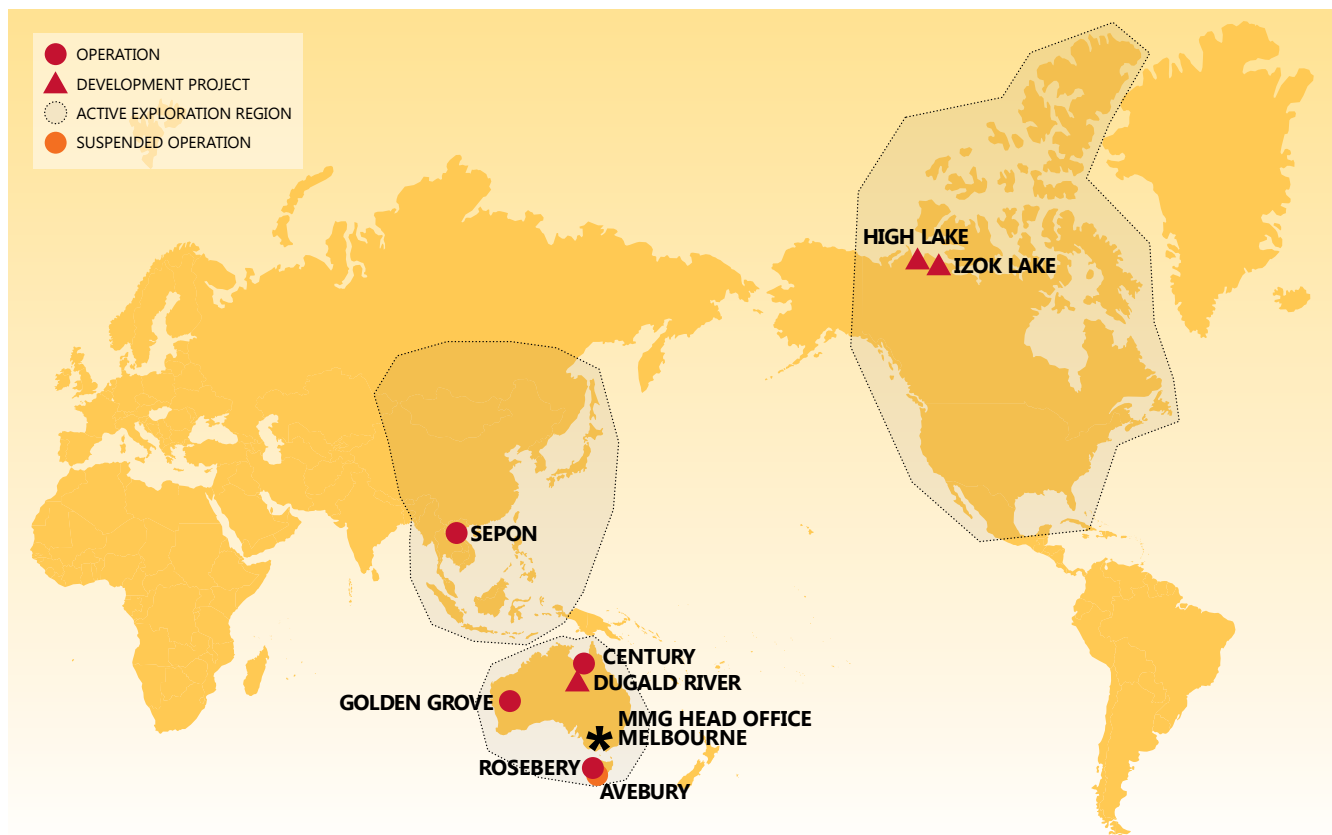 OPERATION
DEVELOPMENT PROJECT
ACTIVE EXPLORATION REGION
SUSPENDED OPERATION
HIGH LAKE
IZOK LAKE
SEPON
CENTURY
DUGALD RIVER
GOLDEN GROVE
MMG HEAD OFFICE
MELBOURNE
ROSEBERY
AVEBURY